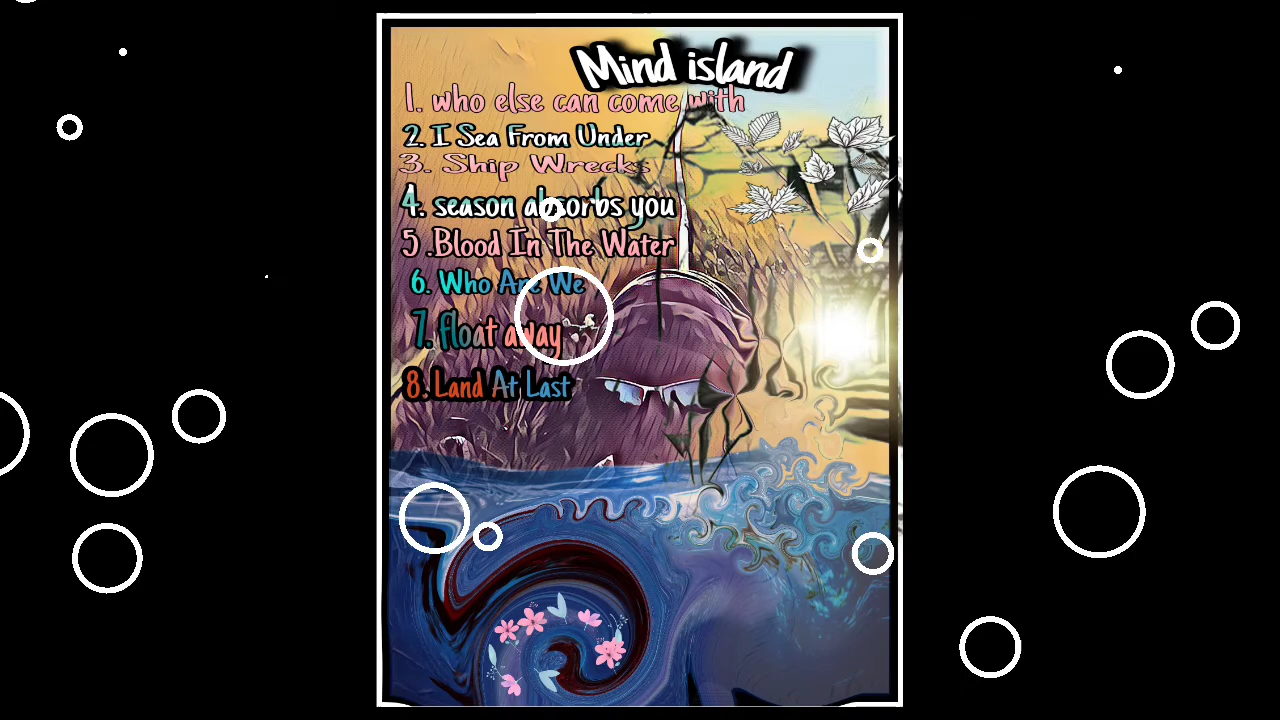 Mind island
1. who else can come with
2. I Sea From Under
3. Ship Wrecks
4. season absorbs you
5 .Blood In The Water
6. Who Are We
7. float away
8. Land At Last